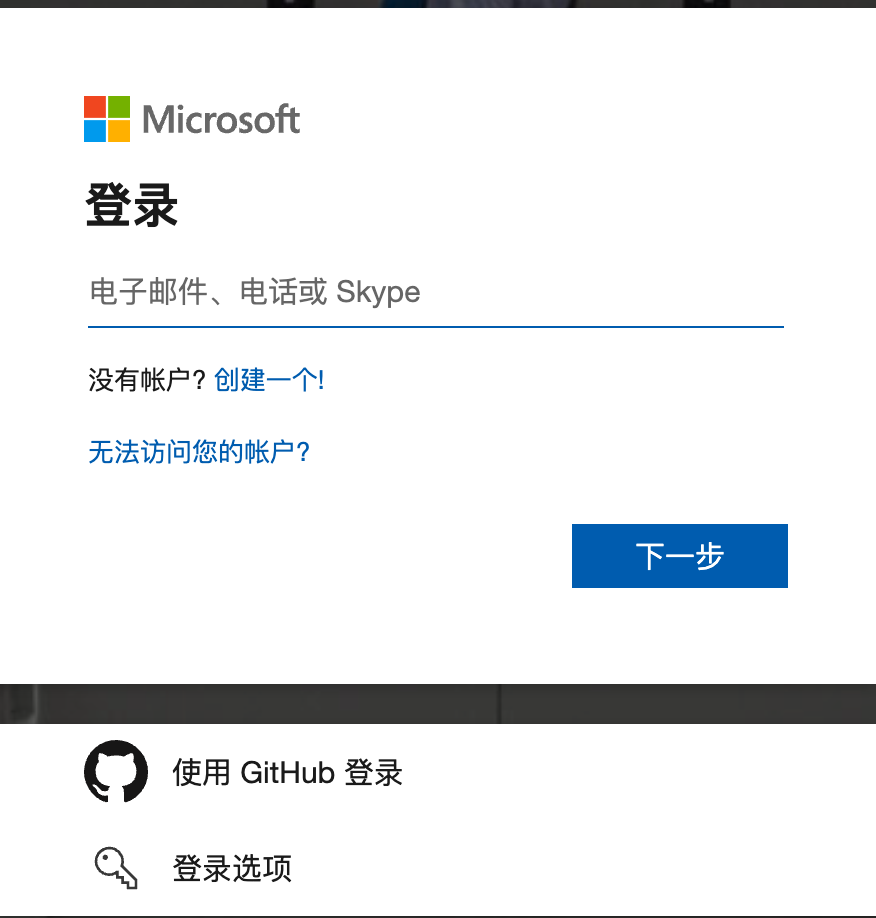 Microsoft
登录
电子邮件、电话或 Skype
没有帐户? 创建一个!
无法访问您的帐户?
下一步
使用 GitHub 登录
登录选项